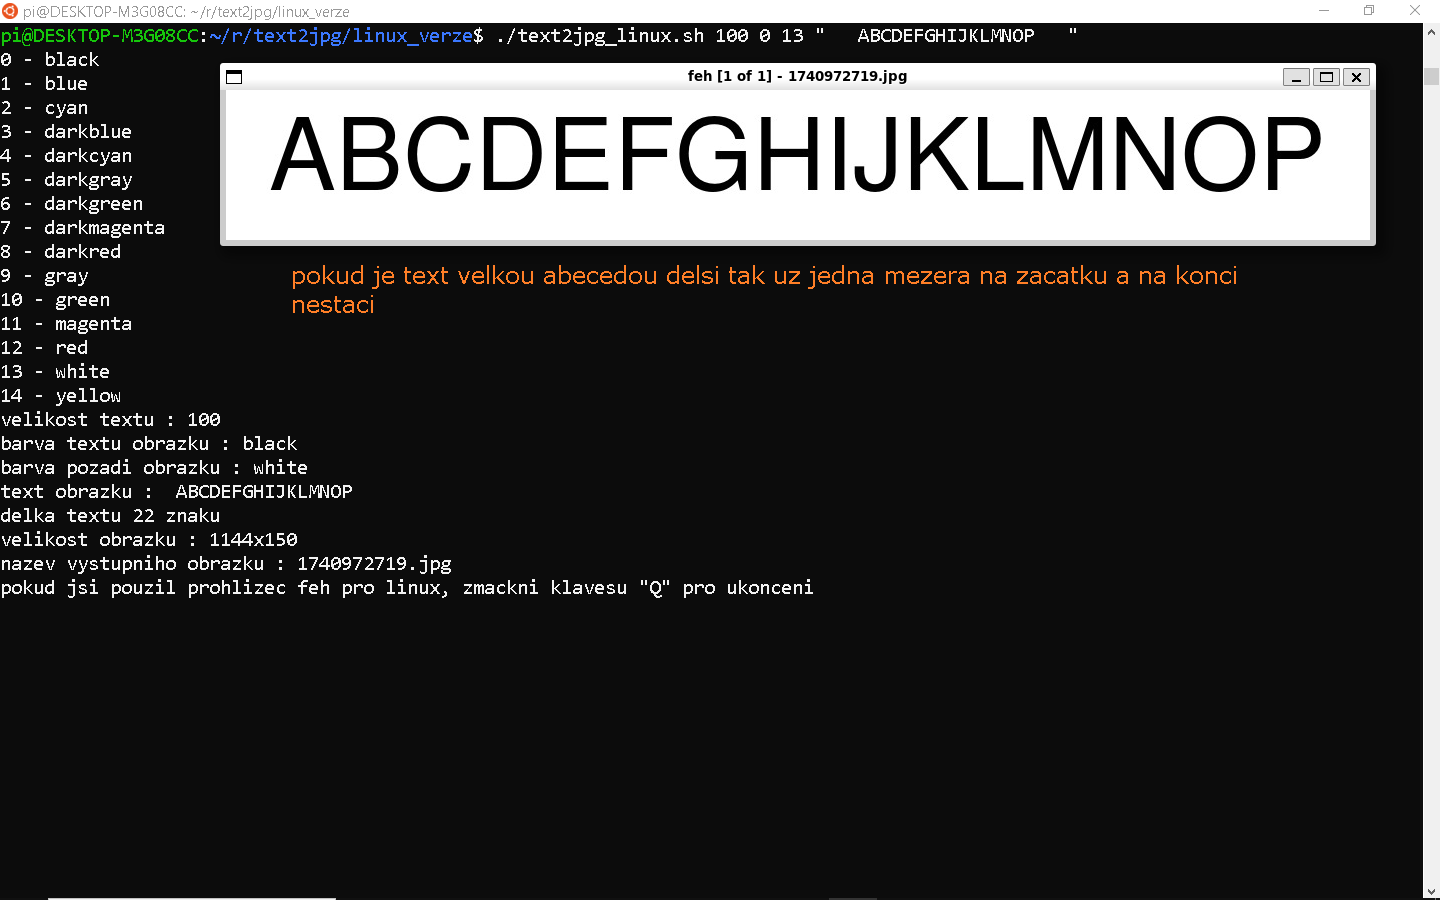 pi@DESKTOP-M3G08CC: ~/r/text2jpg/linux_verze
pi@DESKTOP-M3G08CC:~/r/text2jpg/linux_verze$ ./text2jpg_linux.sh 100 0 13 "   ABCDEFGHIJKLMNOP   "
0 - black
1 - blue
2 - cyan
3 - darkblue
4 - darkcyan
5 - darkgray
6 - darkgreen
7 - darkmagenta
8 - darkred
9 - gray
10 - green
11 - magenta
12 - red
13 - white
14 - yellow
feh [1 of 1] - 1740972719.jpg
ABCDEFGHIJKLMNOP
pokud je text velkou abecedou delsi tak uz jedna mezera na zacatku a na konci
nestaci
velikost textu : 100
barva textu obrazku : black
barva pozadi obrazku : white
text obrazku :  ABCDEFGHIJKLMNOP
delka textu 22 znaku
velikost obrazku : 1144x150
nazev vystupniho obrazku : 1740972719.jpg
pokud jsi pouzil prohlizec feh pro linux, zmackni klavesu "Q" pro ukonceni